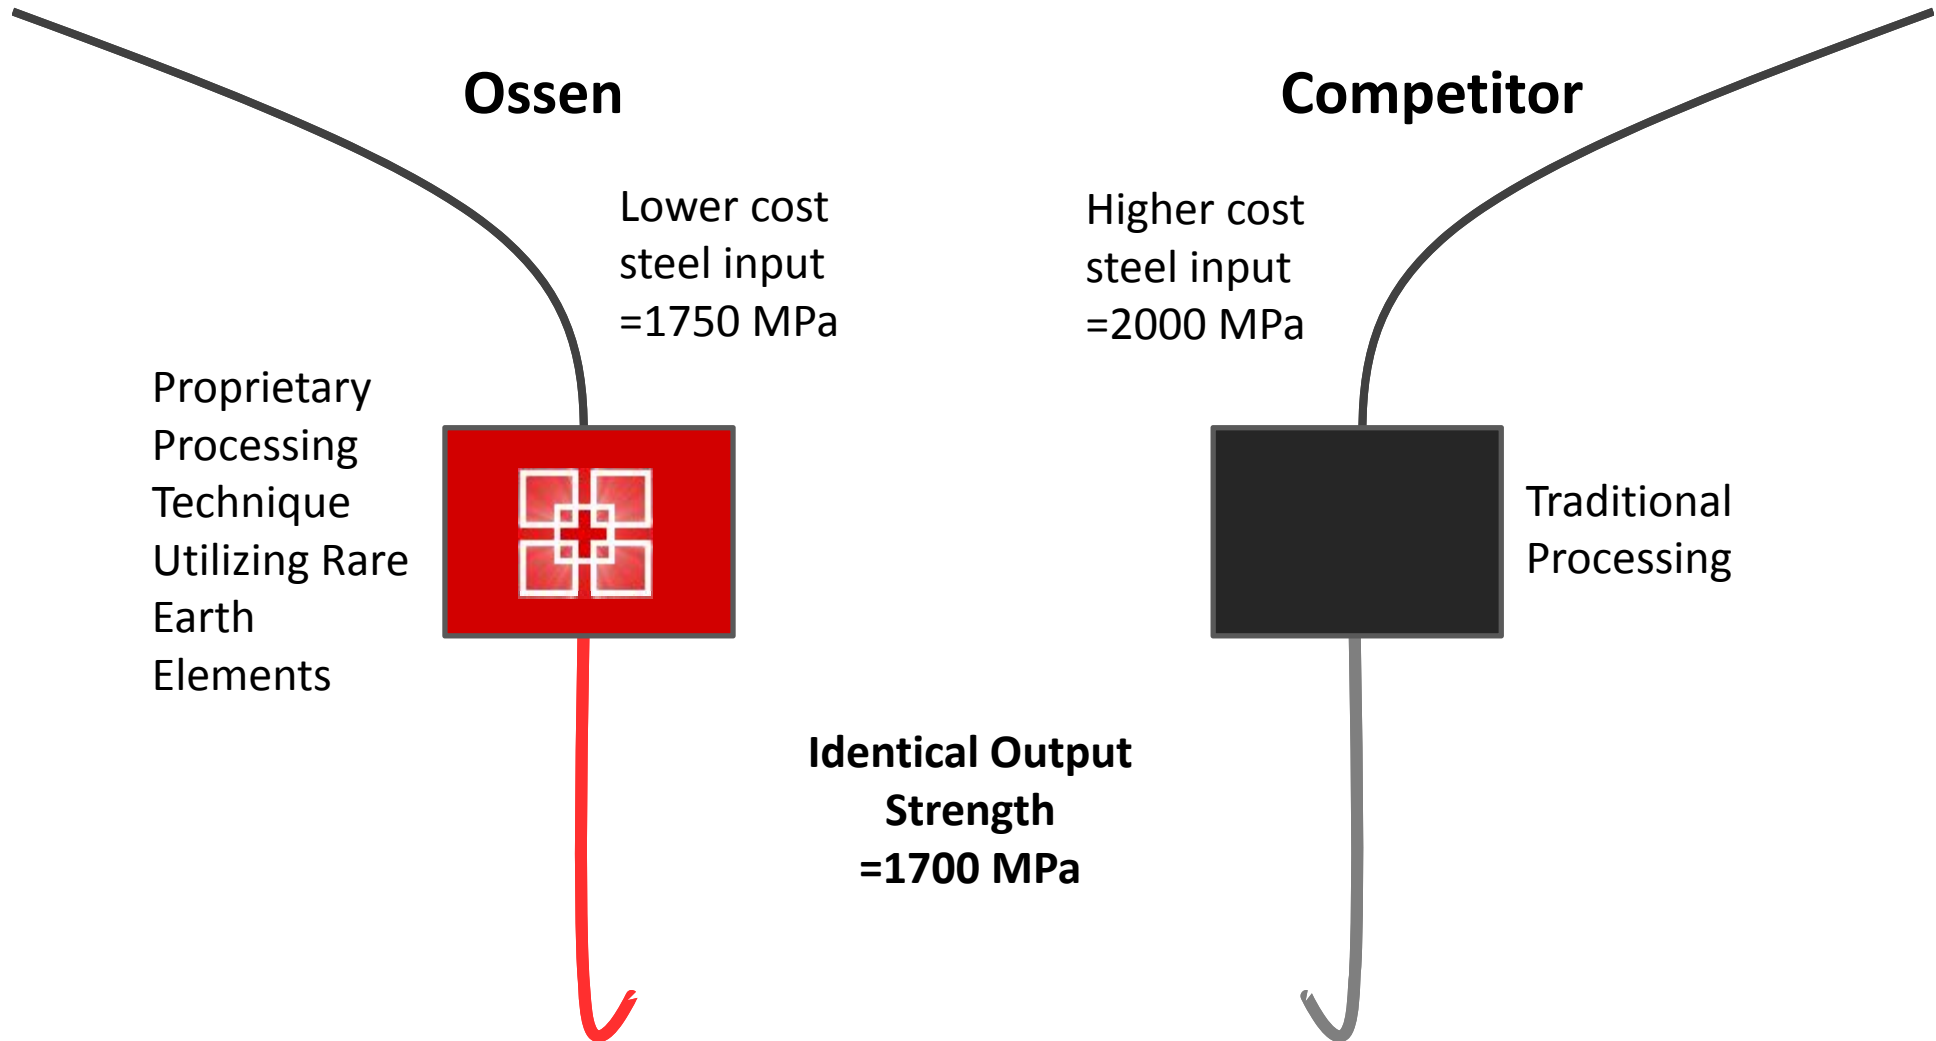 Ossen
Competitor
Lower cost
steel input
=1750 MPa
Higher cost
steel input
=2000 MPa
Proprietary
Processing
Technique
Utilizing Rare
Earth
Elements
Traditional
Processing
Identical Output
Strength
=1700 MPa